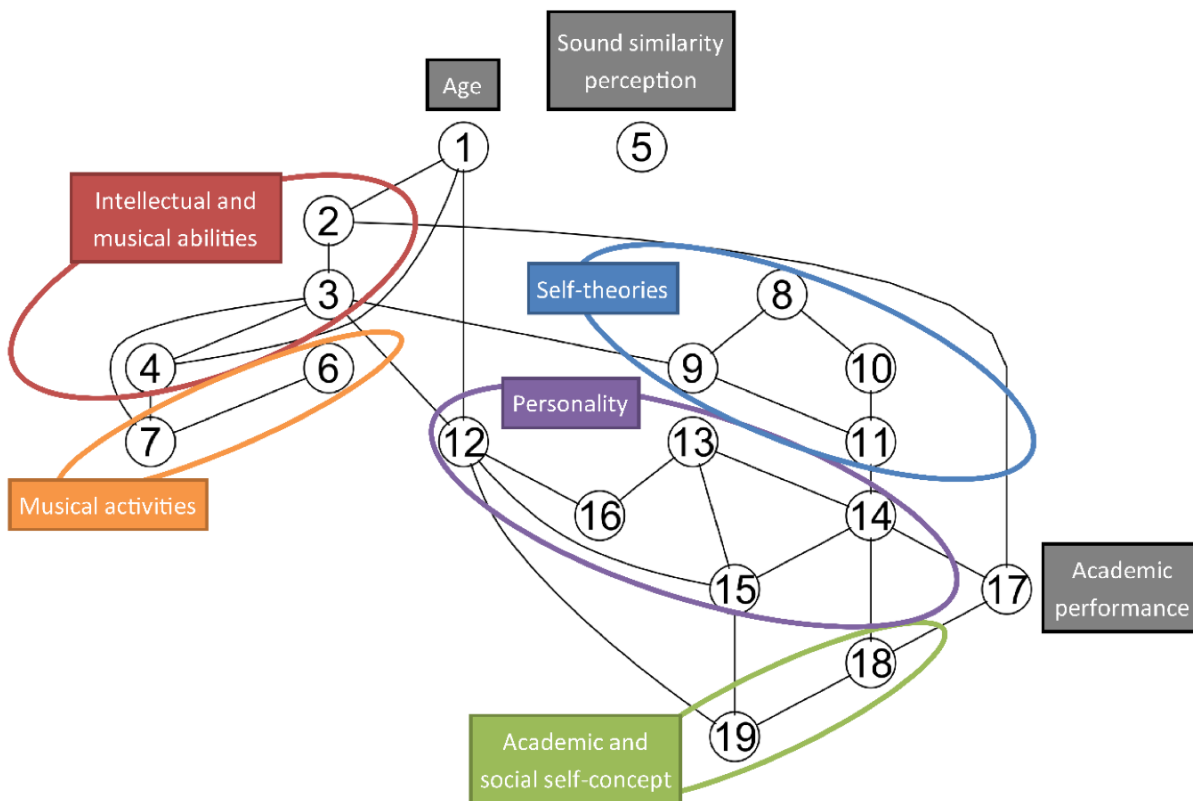 Sound similarity
perception
Age
1
5
Intellectual and
musical abilities
2
3
Self-theories
8
4
6
9
10
Personality
7
12
13
11
Musical activities
16
14
15
17
Academic
performance
18
19
Academic and
social self-concept